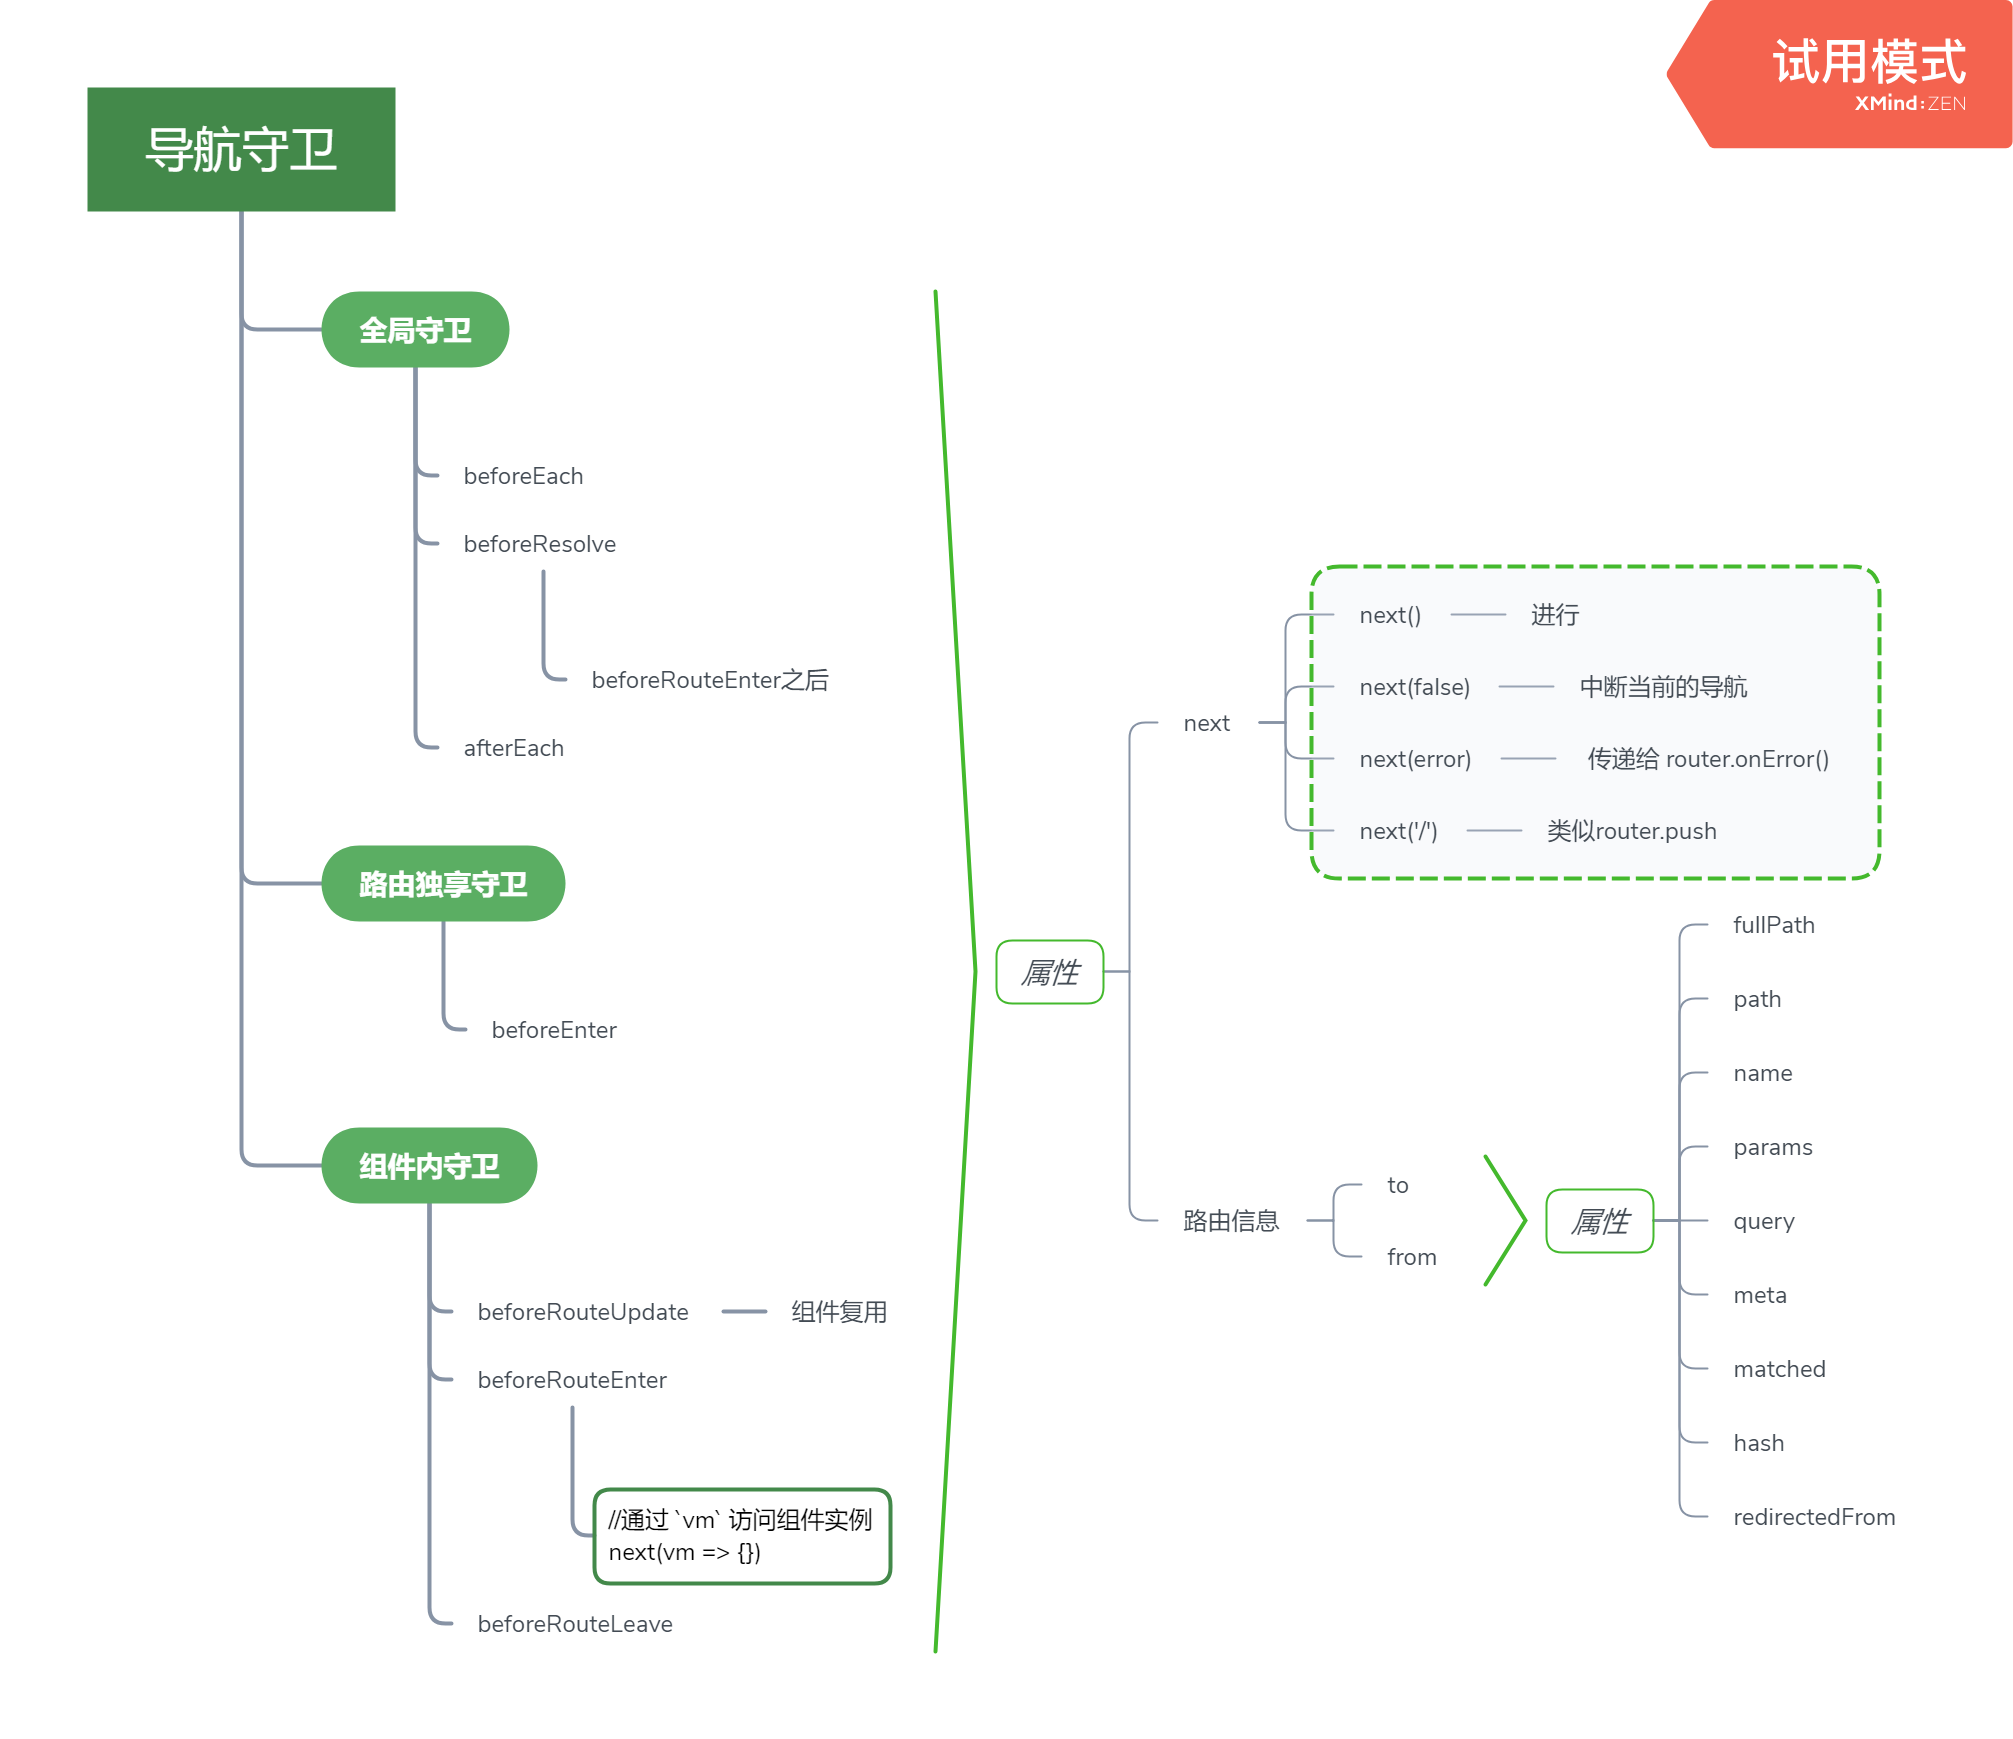 试用模式
XMind:ZEN
导航守卫
全局守卫
beforeEach
beforeResolve
beforeRouteEnter之后
afterEach
路由独享守卫
beforeEnter
组件内守卫
beforeRouteUpdate 组件复用
beforeRouteEnter
//通过 `vm` 访问组件实例
next(vm => {})
beforeRouteLeave
属性
next
next() 进行
next(false) 中断当前的导航
next(error) 传递给 router.onError()
next('/') 类似router.push
路由信息
to
from
属性
fullPath
path
name
params
query
meta
matched
hash
redirectedFrom